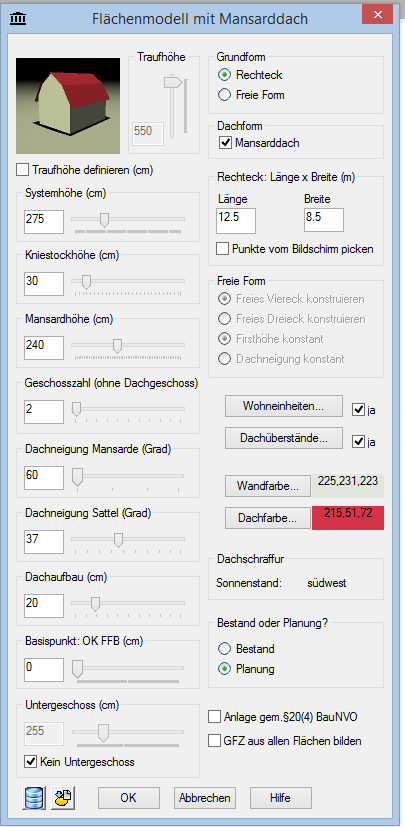 Flächenmodell mit Mansarddach
Traufhöhe
550
Traufhöhe definieren (cm)
Systemhöhe (cm)
275
Kniestockhöhe (cm)
30
Mansardhöhe (cm)
240
Geschosszahl (ohne Dachgeschoss)
2
Dachneigung Mansarde (Grad)
60
Dachneigung Sattel (Grad)
37
Dachaufbau (cm)
20
Basispunkt: OK FFB (cm)
0
Untergeschoss (cm)
255
Kein Untergeschoss
Grundform
Rechteck
Freie Form
Dachform
Mansarddach
Rechteck: Länge x Breite (m)
Länge Breite
12.5 8.5
Punkte vom Bildschirm picken
Freie Form
Freies Viereck konstruieren
Freies Dreieck konstruieren
Firsthöhe konstant
Dachneigung konstant
Wohneinheiten... ja
Dachüberstände... ja
Wandfarbe... 225,231,223
Dachfarbe... 215,51,72
Dachschraffur
Sonnenstand: südwest
Bestand oder Planung?
Bestand
Planung
Anlage gem.§20(4) BauNVO
GFZ aus allen Flächen bilden
OK Abbrechen Hilfe